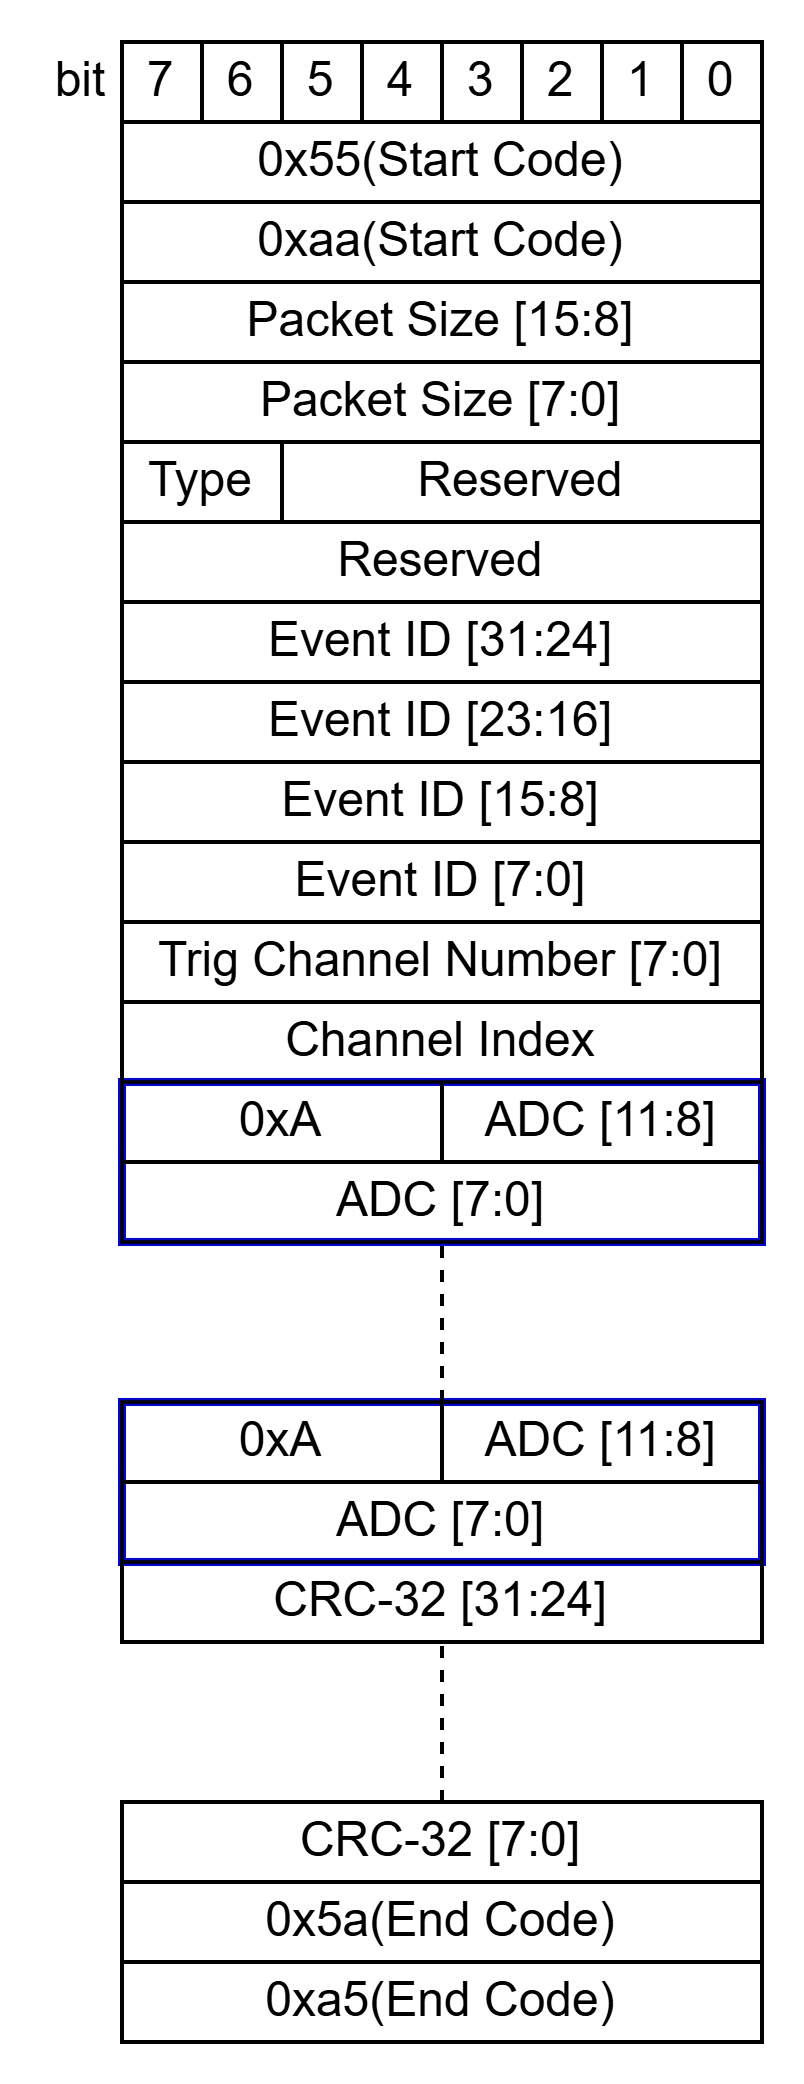 bit 7 6 5 4 3 2 1 0
0x55(Start Code)
0xaa(Start Code)
Packet Size [15:8]
Packet Size [7:0]
Type Reserved
Reserved
Event ID [31:24]
Event ID [23:16]
Event ID [15:8]
Event ID [7:0]
Trig Channel Number [7:0]
Channel Index
0xA ADC [11:8]
ADC [7:0]
0xA ADC [11:8]
ADC [7:0]
CRC-32 [31:24]
CRC-32 [7:0]
0x5a(End Code)
0xa5(End Code)